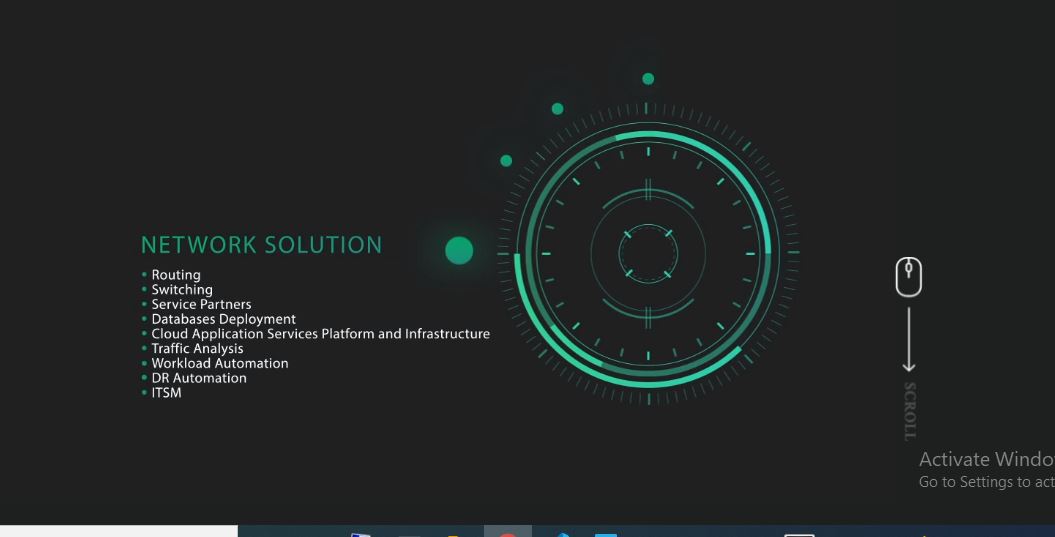 NETWORK SOLUTION
Routing
Switching
Service Partners
Databases Deployment
Cloud Application Services Platform and Infrastructure
Traffic Analysis
Workload Automation
DR Automation
ITSM
SCROLL
Activate Windo
Go to Settings to act